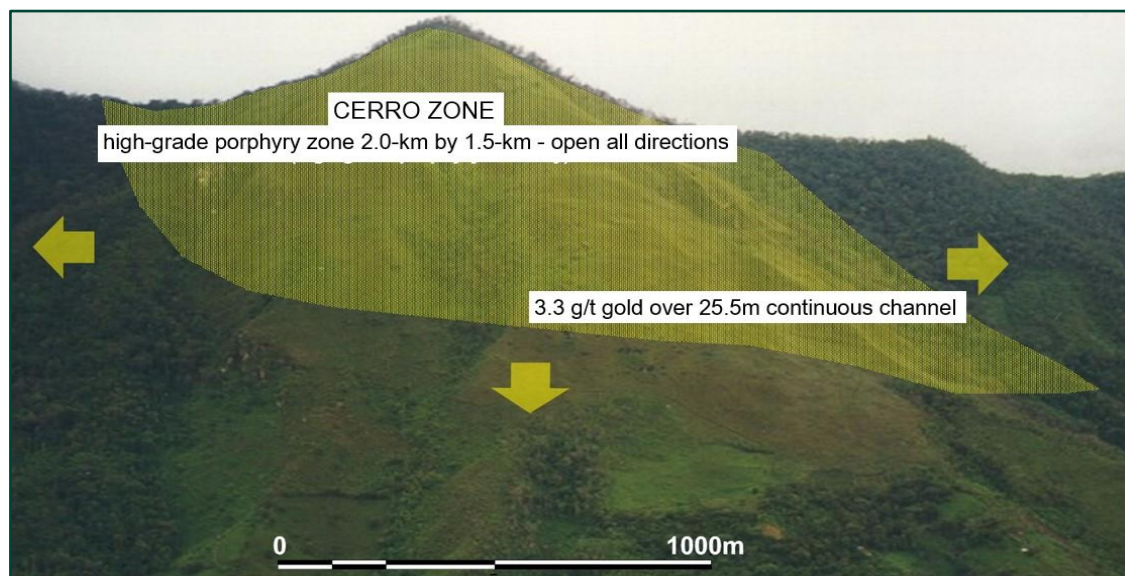 CERRO ZONE
high-grade porphyry zone 2.0-km by 1.5-km - open all directions
3.3 g/t gold over 25.5m continuous channel
0 1000m